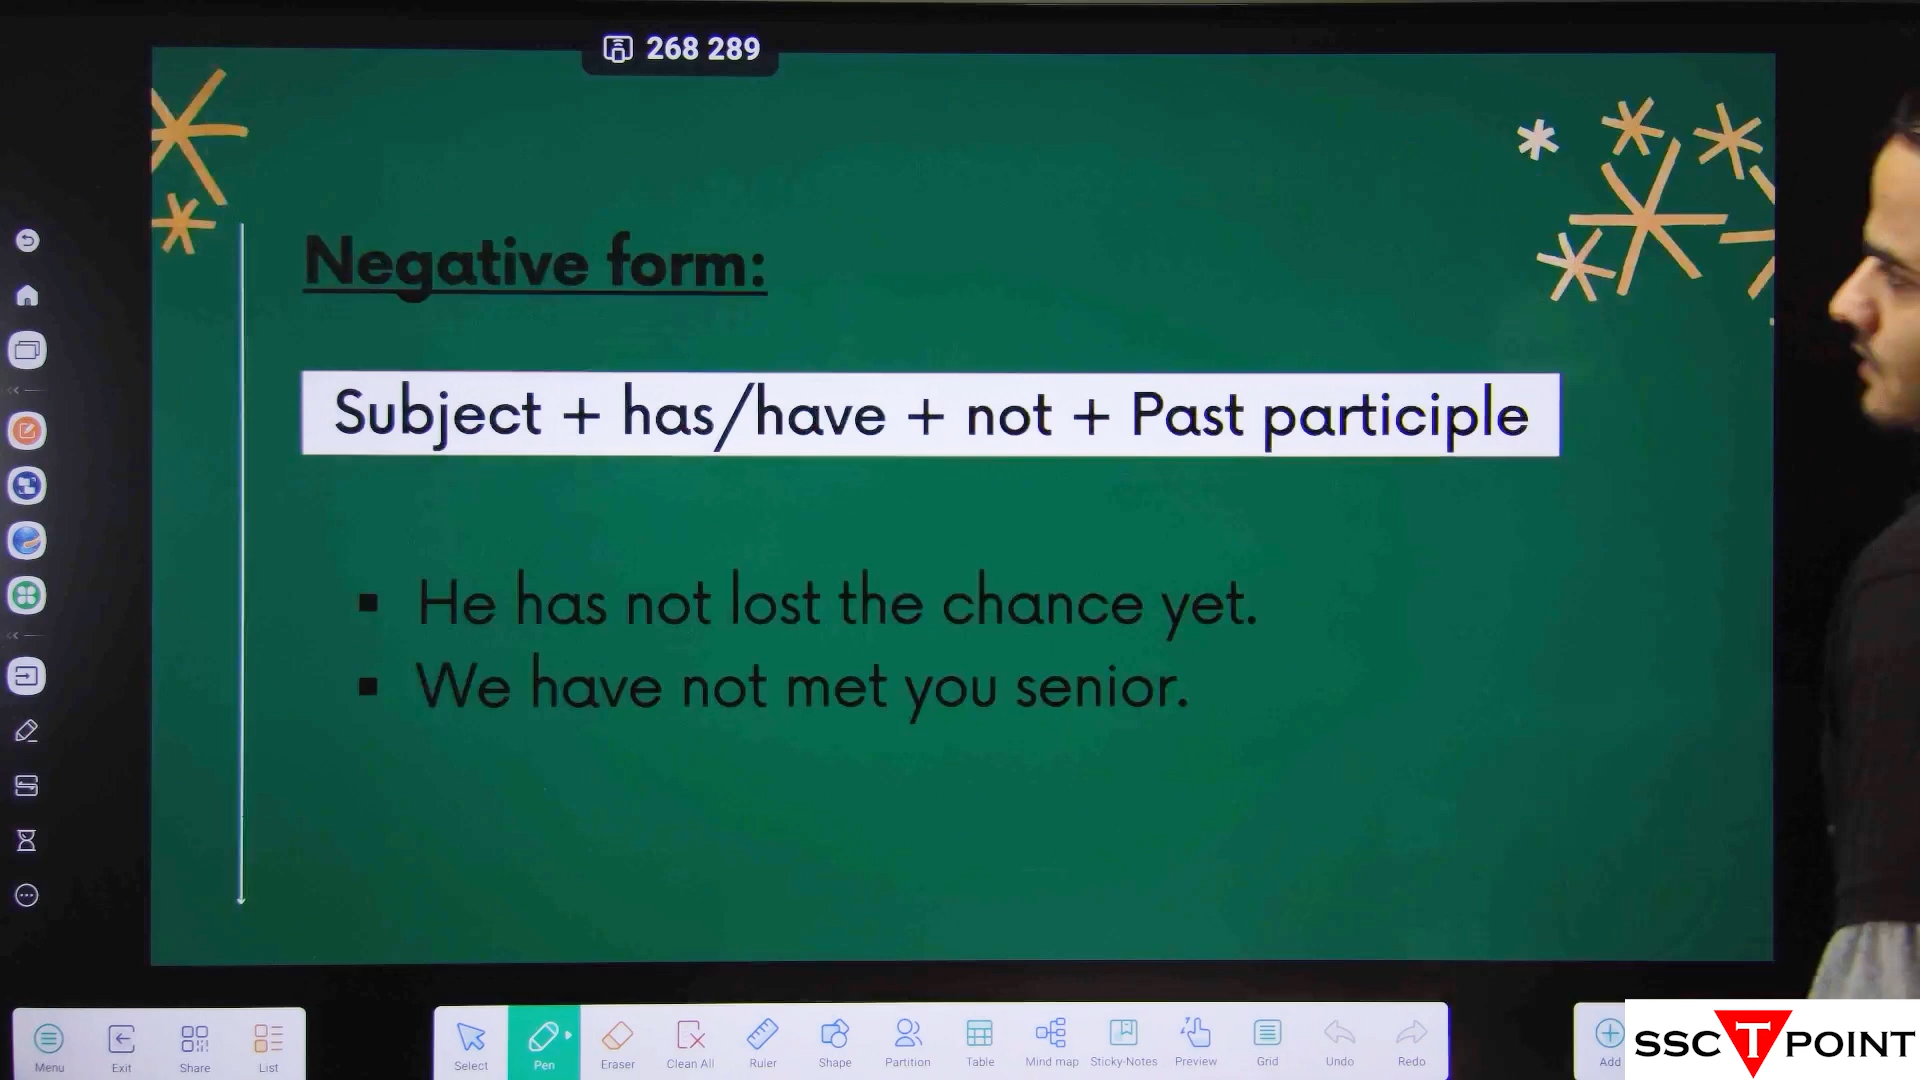 268 289
Negative form:
Subject + has/have + not + Past participle
▪ He has not lost the chance yet.
▪ We have not met you senior.
Menu Exit Share List
Select Pen Eraser Clean All Ruler Shape Partition Table Mind map Sticky-Notes Preview Grid Undo Redo
Add
SSC T POINT